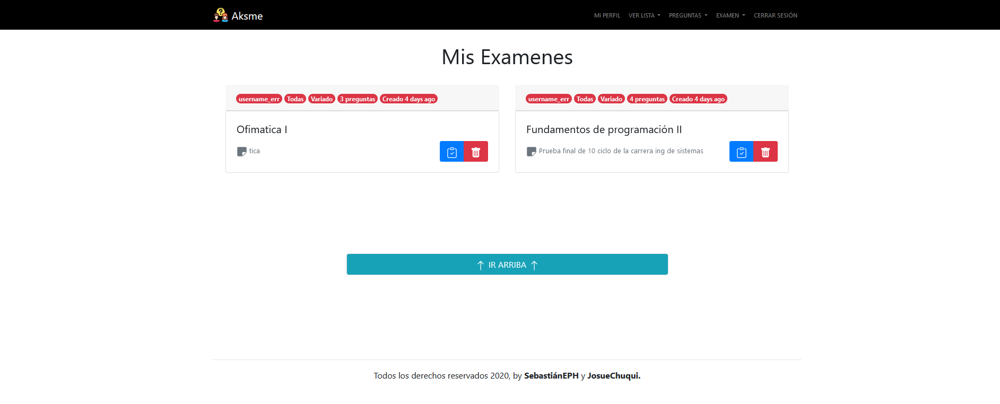 Aksme MI PERFIL VER LISTA PREGUNTAS EXAMEN CERRAR SESIÓN
Mis Examenes
username_err Todas Variado 3 preguntas Creado 4 days ago
Ofimatica I
tica
username_err Todas Variado 4 preguntas Creado 4 days ago
Fundamentos de programación II
Prueba final de 10 ciclo de la carrera ing de sistemas
↑ IR ARRIBA ↑
Todos los derechos reservados 2020, by SebastiánEPH y JosueChuqui.